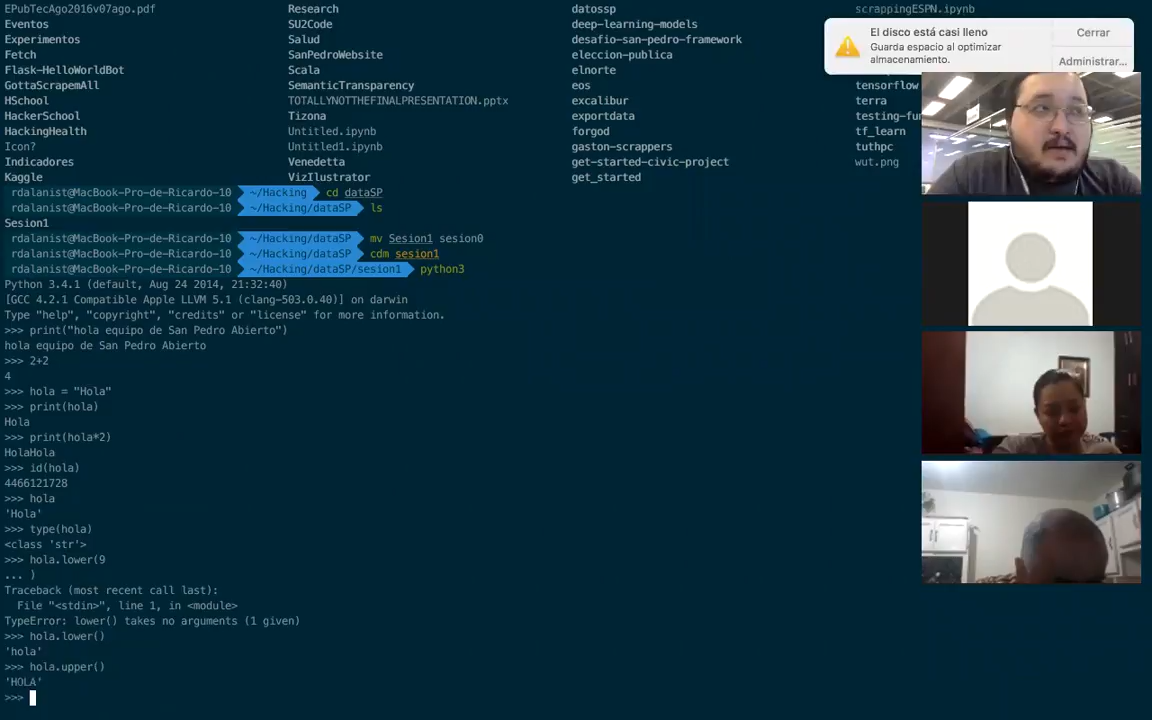 EPubTecAgo2016v07ago.pdf Research datossp scrappingESPN.ipynb
Eventos SU2Code deep-learning-models
Experimentos Salud desafio-san-pedro-framework
Fetch SanPedroWebsite eleccion-publica
Flask-HelloWorldBot Scala elnorte
GottaScrapemAll SemanticTransparency eos tensorflow
HSchool TOTALLYNOTTHEFINALPRESENTATION.pptx excalibur terra
HackerSchool Tizona exportdata
HackingHealth Untitled.ipynb forgod tf_learn
Icon? Untitled1.ipynb gaston-scrappers tuthpc
Indicadores Venedetta get-started-civic-project wut.png
Kaggle VizIllustrator get_started
El disco está casi lleno
Guarda espacio al optimizar
almacenamiento.
Cerrar
Administrar...
rdalanist@MacBook-Pro-de-Ricardo-10 ~/Hacking cd dataSP
rdalanist@MacBook-Pro-de-Ricardo-10 ~/Hacking/dataSP ls
Sesion1
rdalanist@MacBook-Pro-de-Ricardo-10 ~/Hacking/dataSP mv Sesion1 sesion0
rdalanist@MacBook-Pro-de-Ricardo-10 ~/Hacking/dataSP cdm sesion1
rdalanist@MacBook-Pro-de-Ricardo-10 ~/Hacking/dataSP/sesion1 python3
Python 3.4.1 (default, Aug 24 2014, 21:32:40)
[GCC 4.2.1 Compatible Apple LLVM 5.1 (clang-503.0.40)] on darwin
Type "help", "copyright", "credits" or "license" for more information.
>>> print("hola equipo de San Pedro Abierto")
hola equipo de San Pedro Abierto
>>> 2+2
4
>>> hola = "Hola"
>>> print(hola)
Hola
>>> print(hola*2)
HolaHola
>>> id(hola)
4466121728
>>> hola
'Hola'
>>> type(hola)
<class 'str'>
>>> hola.lower(9
... )
Traceback (most recent call last):
  File "<stdin>", line 1, in <module>
TypeError: lower() takes no arguments (1 given)
>>> hola.lower()
'hola'
>>> hola.upper()
'HOLA'
>>>